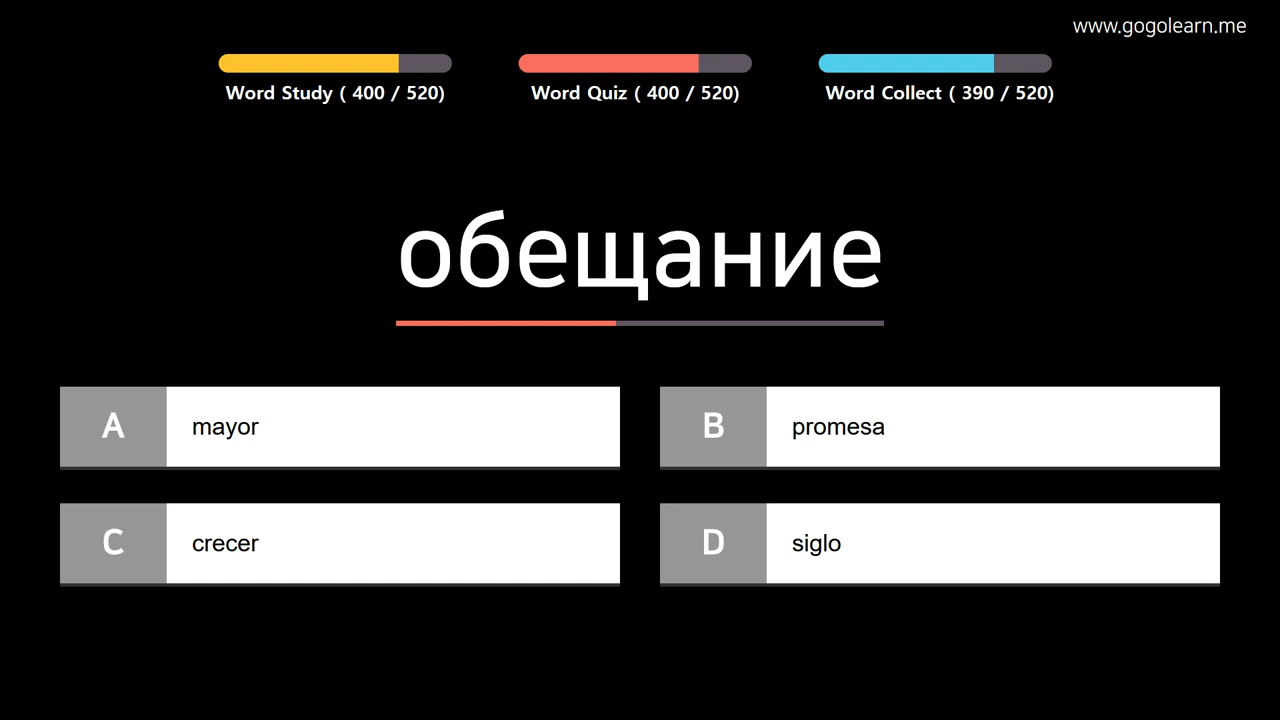 www.gogolearn.me
Word Study ( 400 / 520)
Word Quiz ( 400 / 520)
Word Collect ( 390 / 520)
обещание
A
mayor
B
promesa
C
crecer
D
siglo